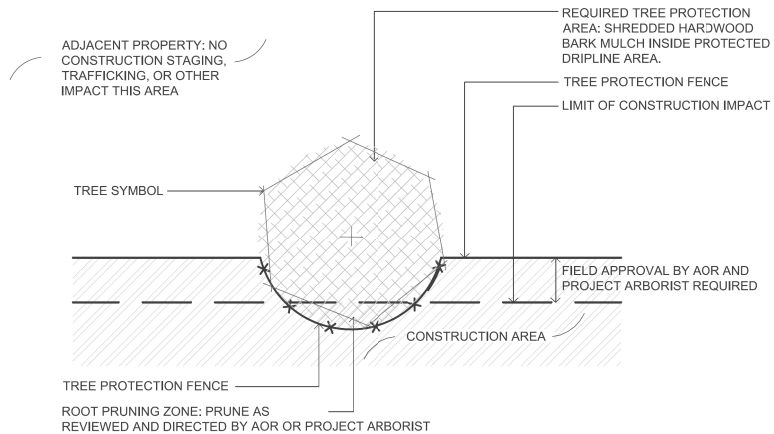 REQUIRED TREE PROTECTION
AREA: SHREDDED HARDWOOD
BARK MULCH INSIDE PROTECTED
DRIPLINE AREA.
ADJACENT PROPERTY: NO
CONSTRUCTION STAGING,
TRAFFICKING, OR OTHER
IMPACT THIS AREA
TREE PROTECTION FENCE
LIMIT OF CONSTRUCTION IMPACT
TREE SYMBOL
FIELD APPROVAL BY AOR AND
PROJECT ARBORIST REQUIRED
CONSTRUCTION AREA
TREE PROTECTION FENCE
ROOT PRUNING ZONE: PRUNE AS
REVIEWED AND DIRECTED BY AOR OR PROJECT ARBORIST